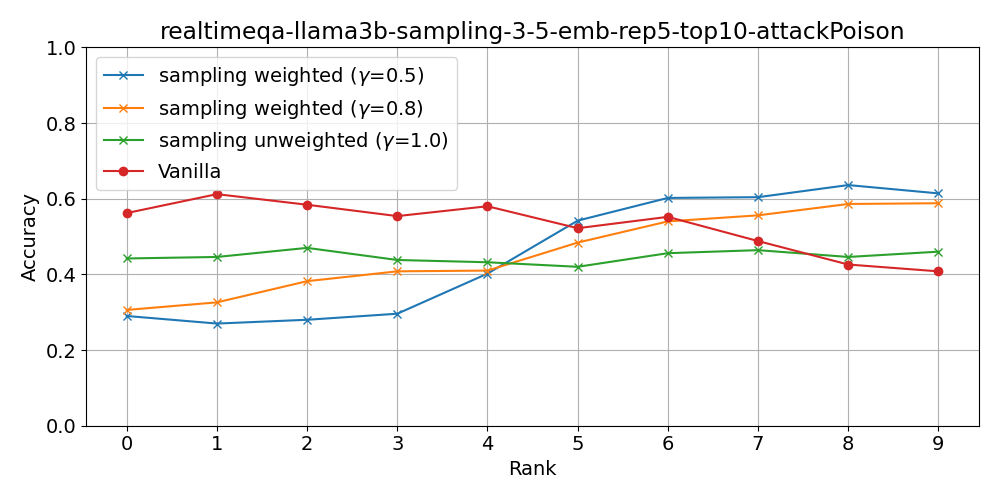 realtimeqa-llama3b-sampling-3-5-emb-rep5-top10-attackPoison
1.0
0.8
0.6
0.4
0.2
0.0
Accuracy
sampling weighted (γ=0.5)
sampling weighted (γ=0.8)
sampling unweighted (γ=1.0)
Vanilla
0 1 2 3 4 5 6 7 8 9
Rank